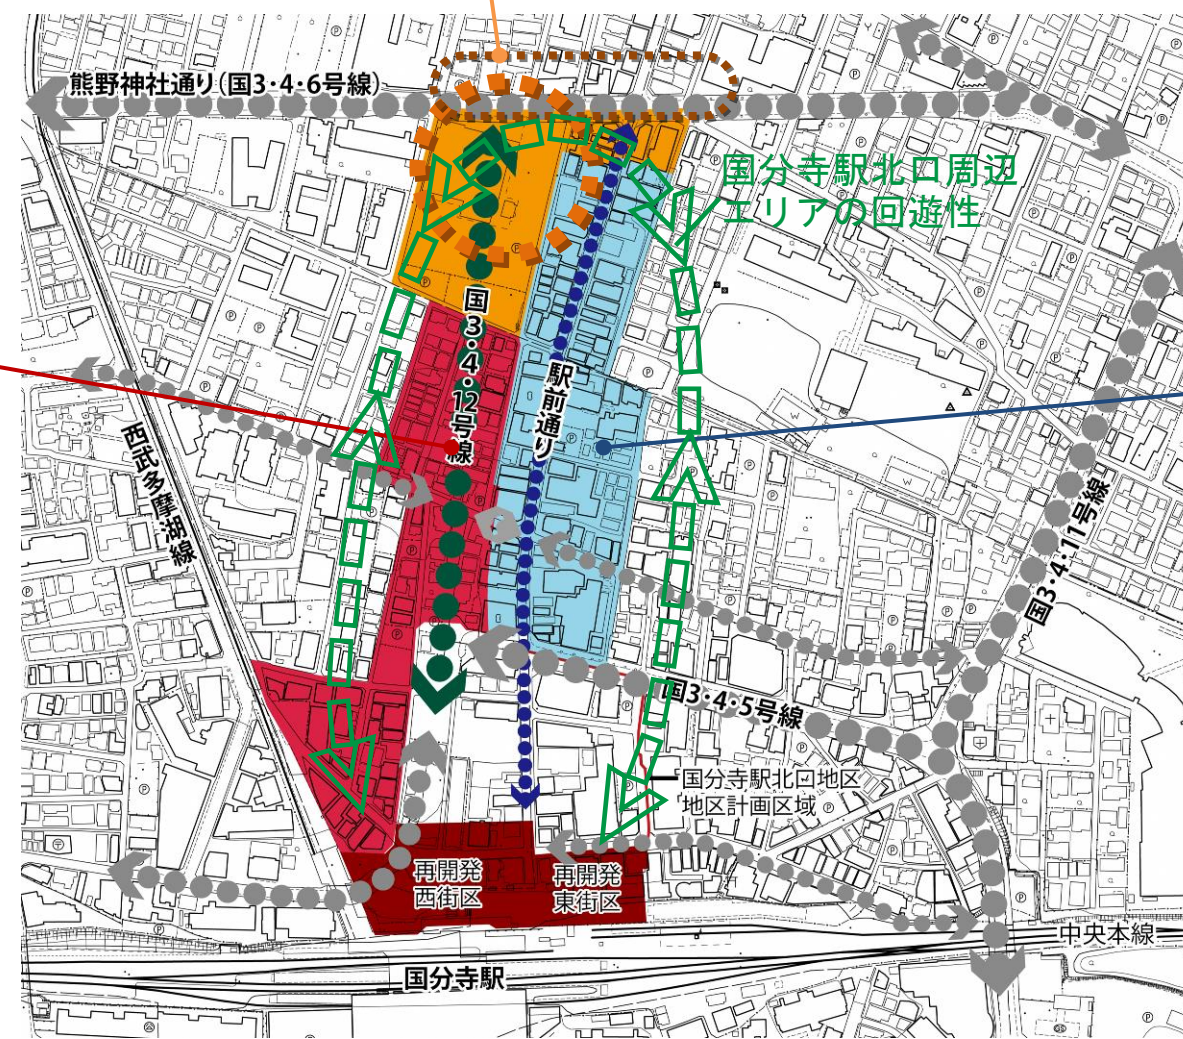 熊野神社通り(国3・4・6号線)
国分寺駅北口周辺
エリアの回遊性
国3・4・12号線
駅前通り
西武多摩湖線
国3・4・11号線
国3・4・5号線
国分寺駅北口地区
地区計画区域
再開発
西街区
再開発
東街区
中央本線
国分寺駅